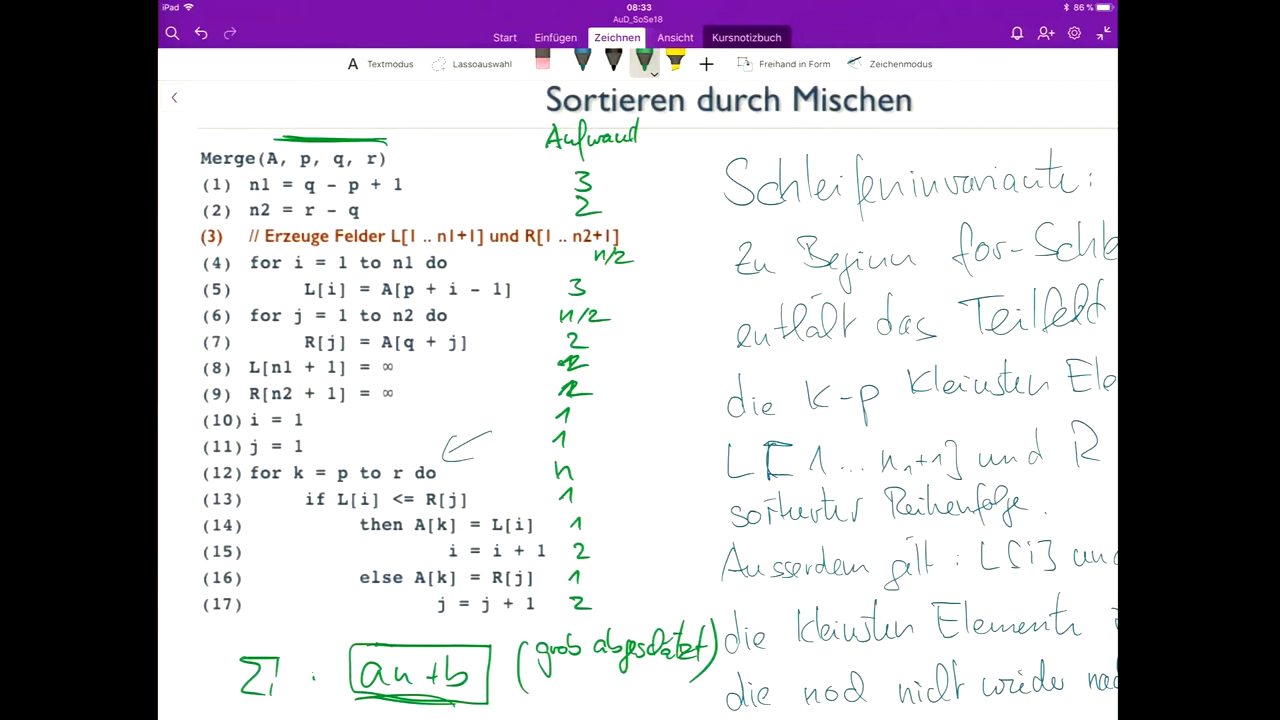 iPad 08:33 86 %
AuD_SoSe18
Start Einfügen Zeichnen Ansicht Kursnotizbuch
A Textmodus Lassoauswahl Freihand in Form Zeichenmodus
Sortieren durch Mischen
Aufwand
Merge(A, p, q, r)
(1) n1 = q - p + 1 3
(2) n2 = r - q 2
(3) // Erzeuge Felder L[1 .. n1+1] und R[1 .. n2+1]
(4) for i = 1 to n1 do n/2
(5) L[i] = A[p + i - 1] 3
(6) for j = 1 to n2 do n/2
(7) R[j] = A[q + j] 2
(8) L[n1 + 1] = ∞ 2
(9) R[n2 + 1] = ∞ 2
(10) i = 1 1
(11) j = 1 1
(12) for k = p to r do n
(13) if L[i] <= R[j] 1
(14) then A[k] = L[i] 1
(15) i = i + 1 2
(16) else A[k] = R[j] 1
(17) j = j + 1 2
Σ : an+b (grob abgeschätzt)
Schleifeninvariante:
Zu Beginn for-Schle
enthält das Teilfeld
die k-p kleinsten Ele
L[1 ... n1+1] und R
sortierter Reihenfolge.
Ausserdem gilt: L[i] und
die kleinsten Elemente
die noch nicht wieder nac